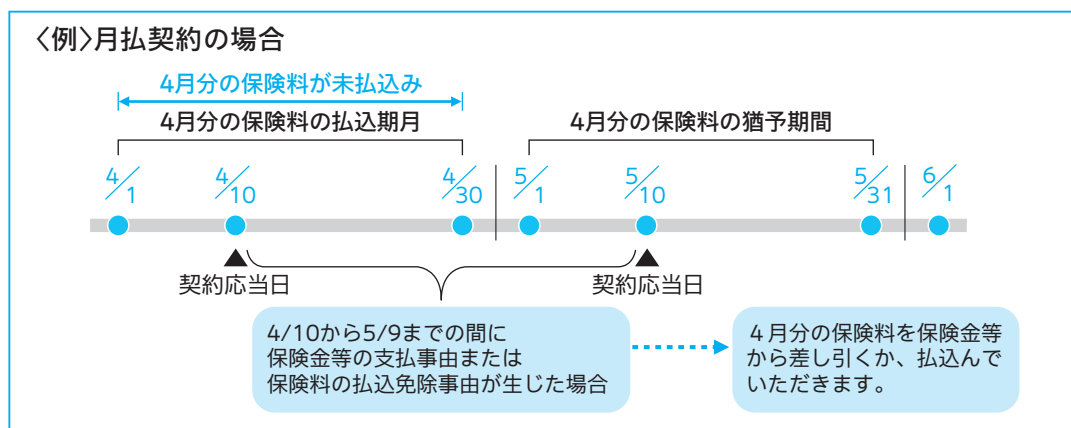 〈例〉月払契約の場合
4月分の保険料が未払込み
4月分の保険料の払込期月
4月分の保険料の猶予期間
4/1
4/10
4/30
5/1
5/10
5/31
6/1
契約応当日
契約応当日
4/10から5/9までの間に
保険金等の支払事由または
保険料の払込免除事由が生じた場合
4月分の保険料を保険金等
から差し引くか、払込んで
いただきます。